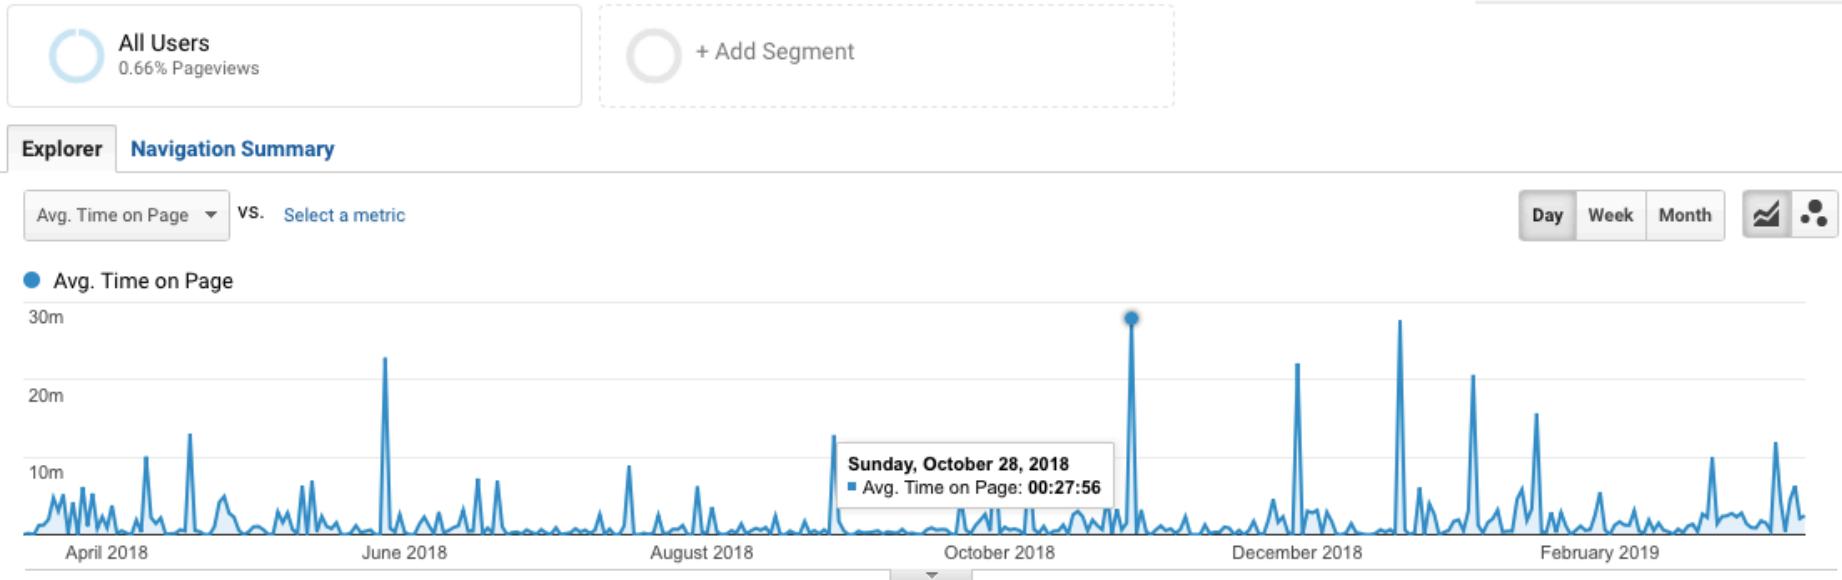 All Users
0.66% Pageviews
+ Add Segment
Explorer
Navigation Summary
Avg. Time on Page
VS.
Select a metric
Day
Week
Month
Avg. Time on Page
30m
20m
10m
Sunday, October 28, 2018
Avg. Time on Page: 00:27:56
April 2018
June 2018
August 2018
October 2018
December 2018
February 2019